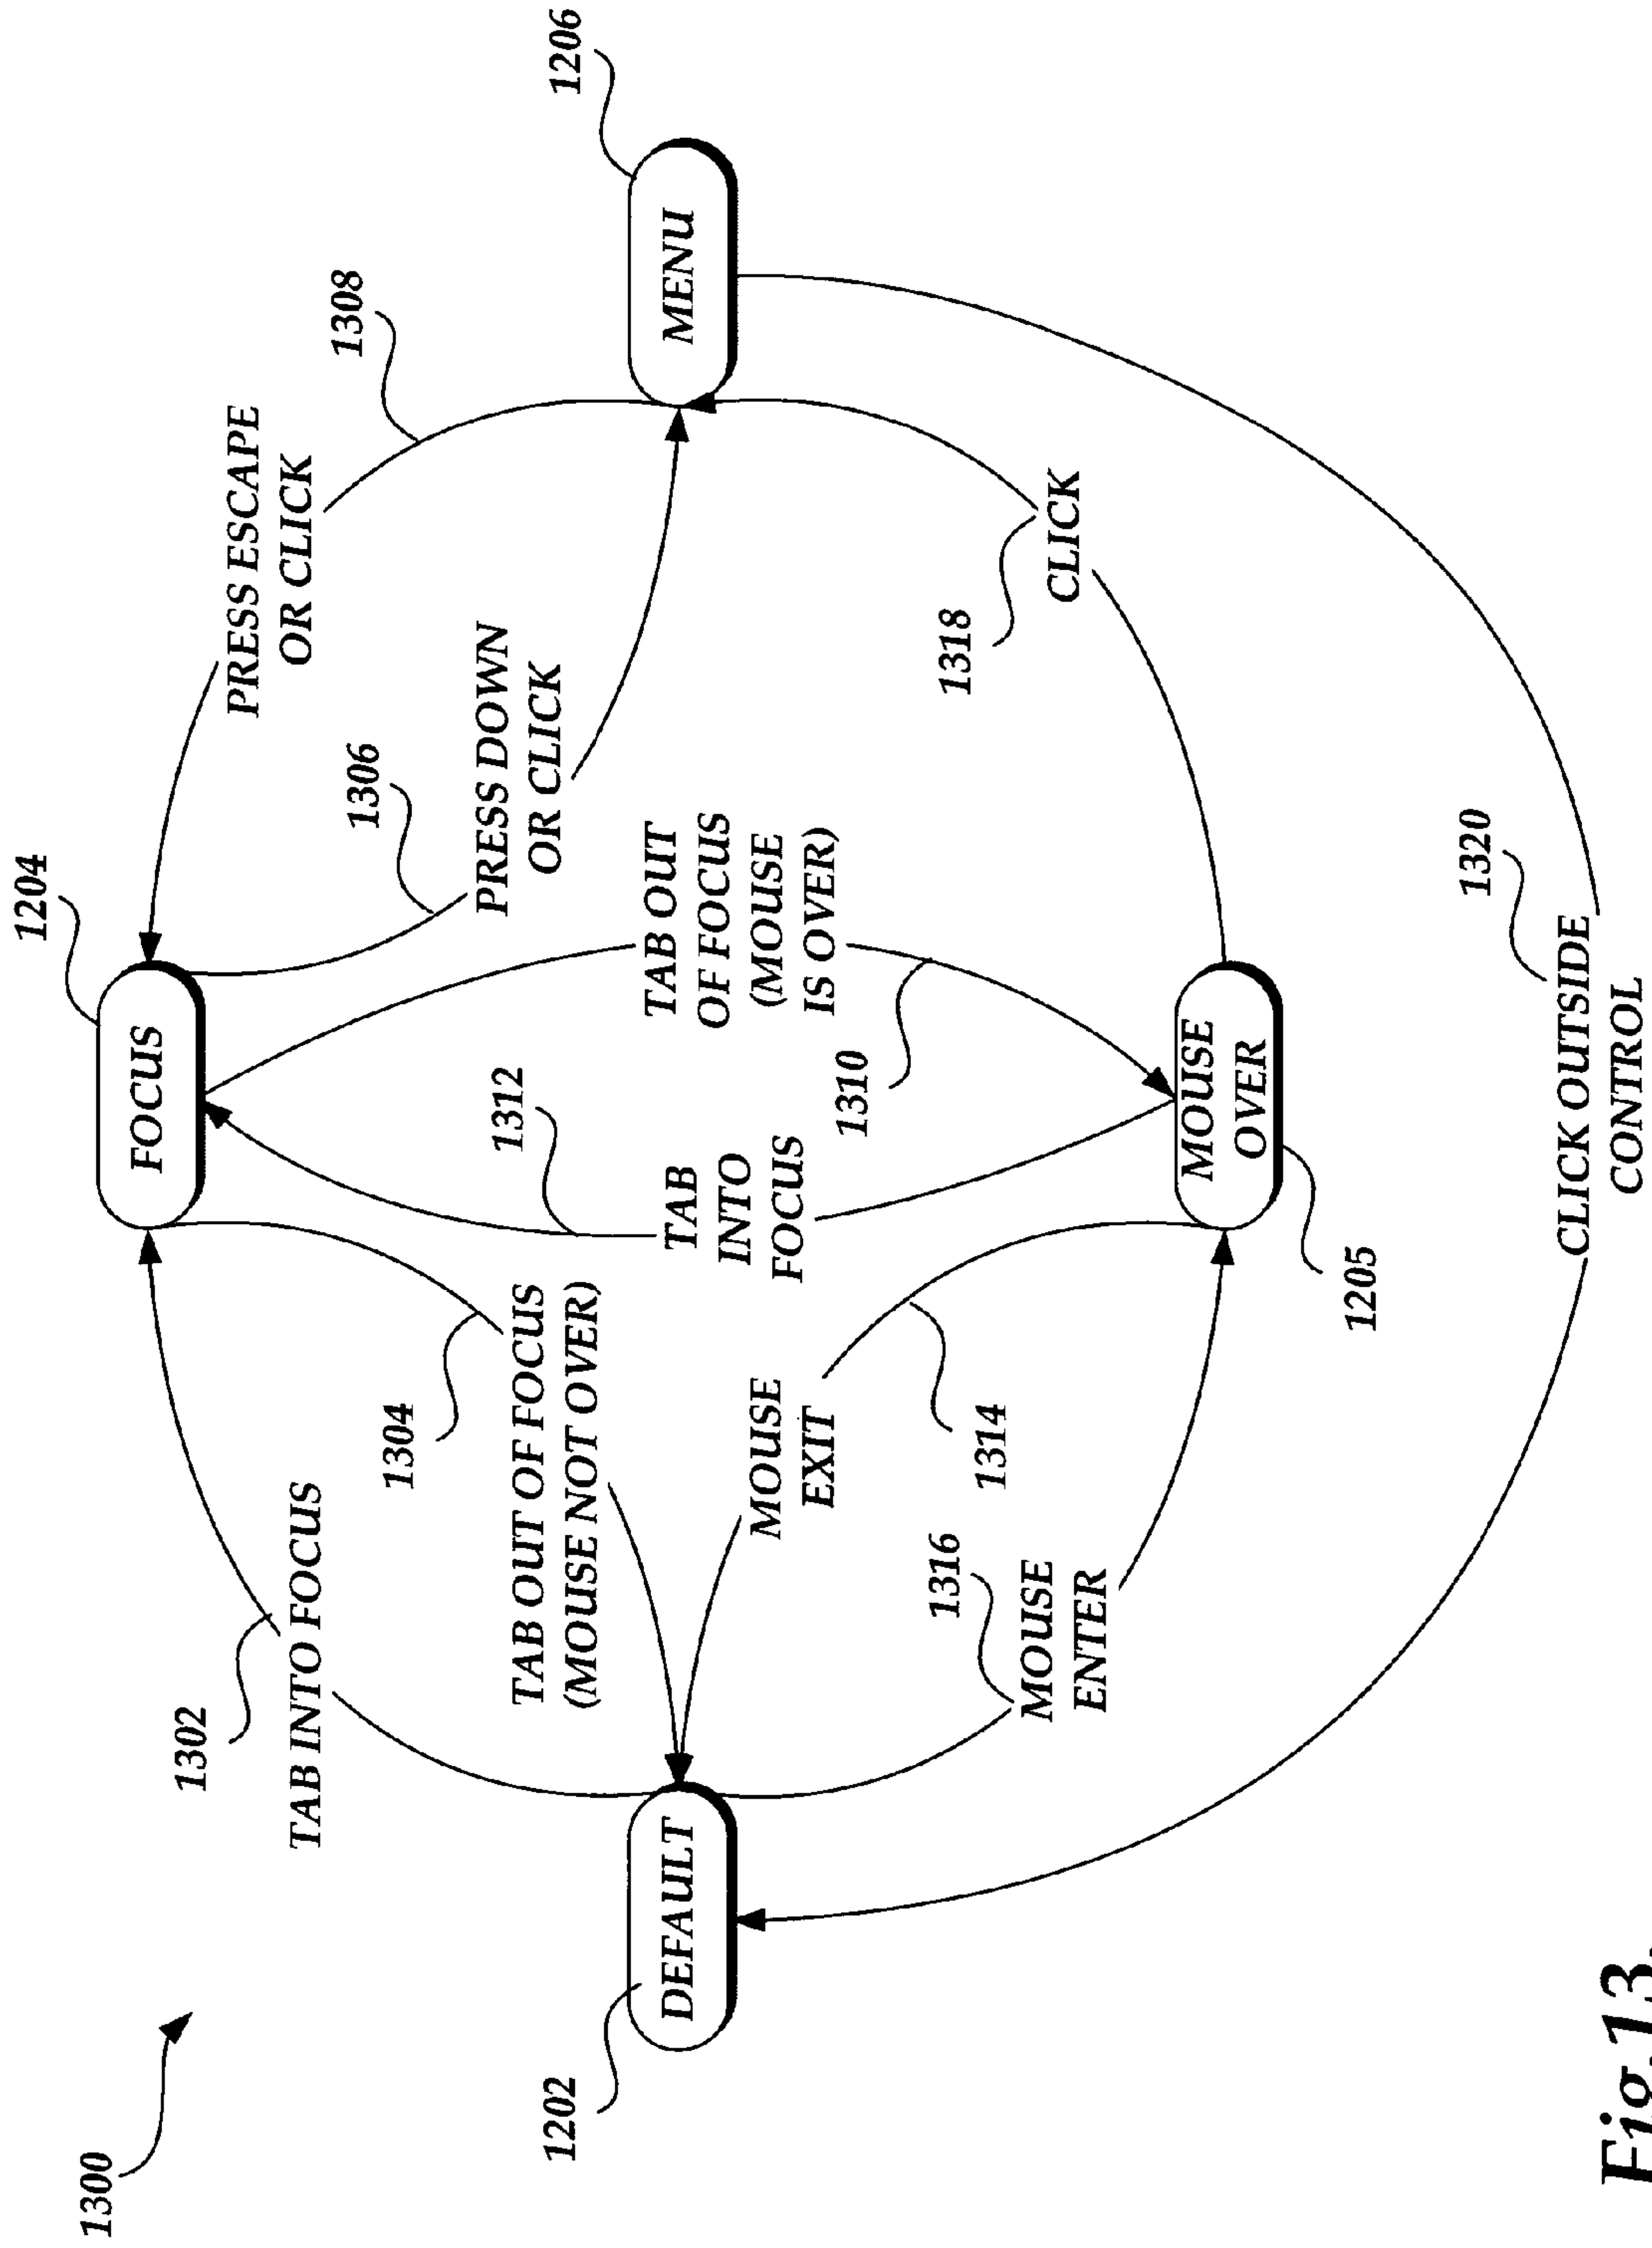 1300
1204
FOCUS
1302
TAB INTO FOCUS
PRESS ESCAPE
OR CLICK
1308
1306
PRESS DOWN
OR CLICK
1304
TAB OUT OF FOCUS
(MOUSE NOT OVER)
1312
TAB
INTO
FOCUS
TAB OUT
OF FOCUS
(MOUSE
IS OVER)
1310
1202
DEFAULT
1206
MENU
MOUSE
EXIT
1314
1316
MOUSE
ENTER
1318
CLICK
MOUSE
OVER
1205
1320
CLICK OUTSIDE
CONTROL
Fig.13.